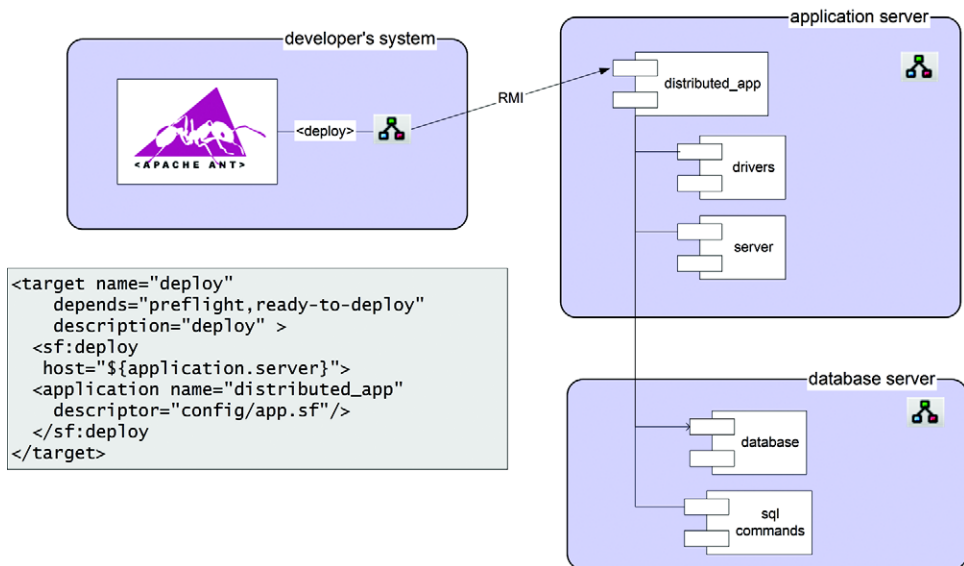 developer's system
<APACHE ANT>
<deploy>
RMI
application server
distributed_app
drivers
server
<target name="deploy"
depends="preflight,ready-to-deploy"
description="deploy" >
<sf:deploy
host="${application.server}">
<application name="distributed_app"
descriptor="config/app.sf"/>
</sf:deploy
</target>
database server
database
sql
commands